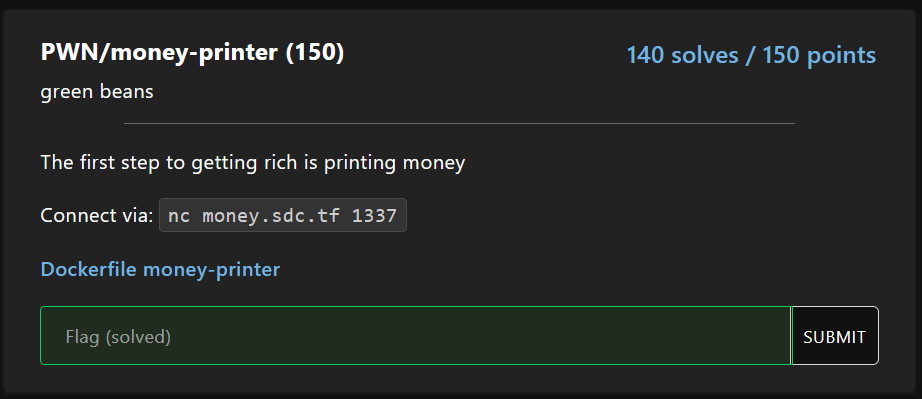 PWN/money-printer (150)
140 solves / 150 points
green beans
The first step to getting rich is printing money
Connect via: nc money.sdc.tf 1337
Dockerfile money-printer
Flag (solved)
SUBMIT